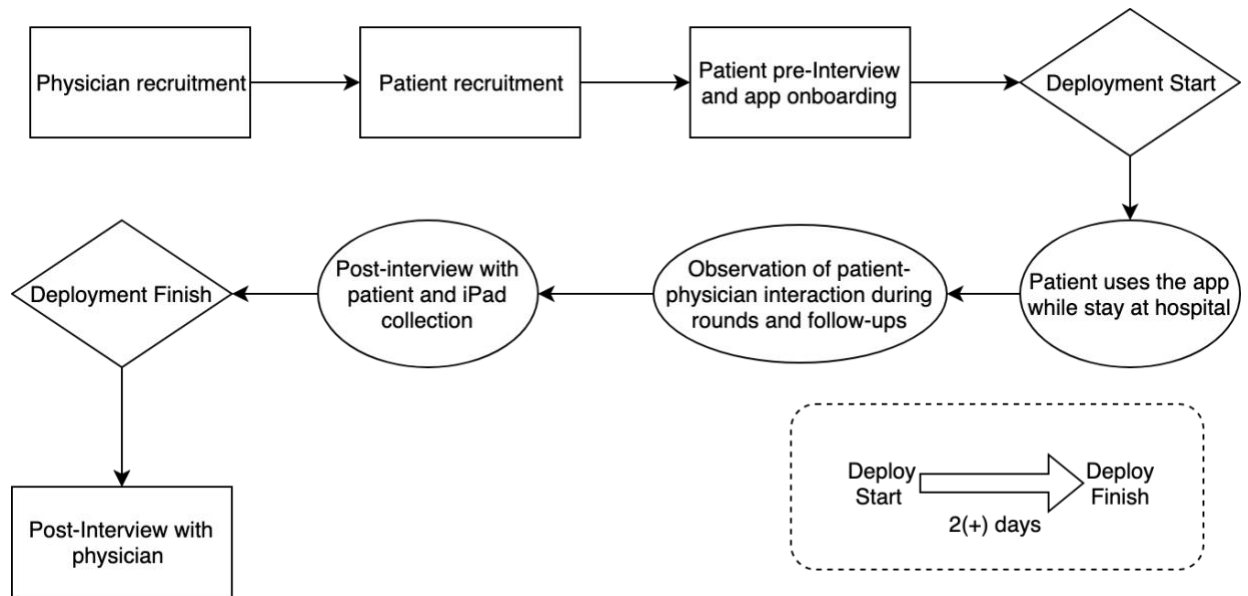 Physician recruitment
Patient recruitment
Patient pre-Interview
and app onboarding
Deployment Start
Patient uses the app
while stay at hospital
Observation of patient-
physician interaction during
rounds and follow-ups
Post-interview with
patient and iPad
collection
Deployment Finish
Post-Interview with
physician
Deploy
Start
2(+) days
Deploy
Finish